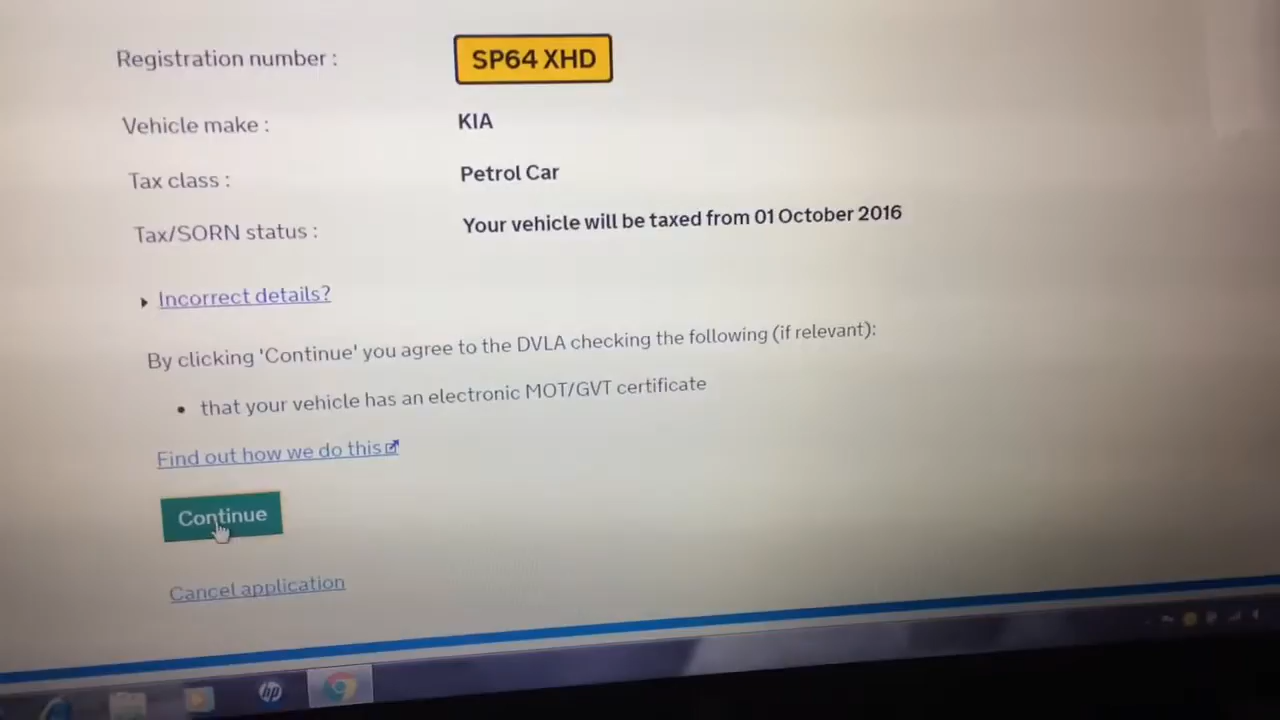 Registration number : SP64 XHD
Vehicle make : KIA
Tax class : Petrol Car
Tax/SORN status : Your vehicle will be taxed from 01 October 2016
Incorrect details?
By clicking 'Continue' you agree to the DVLA checking the following (if relevant):
• that your vehicle has an electronic MOT/GVT certificate
Find out how we do this
Continue
Cancel application
hp